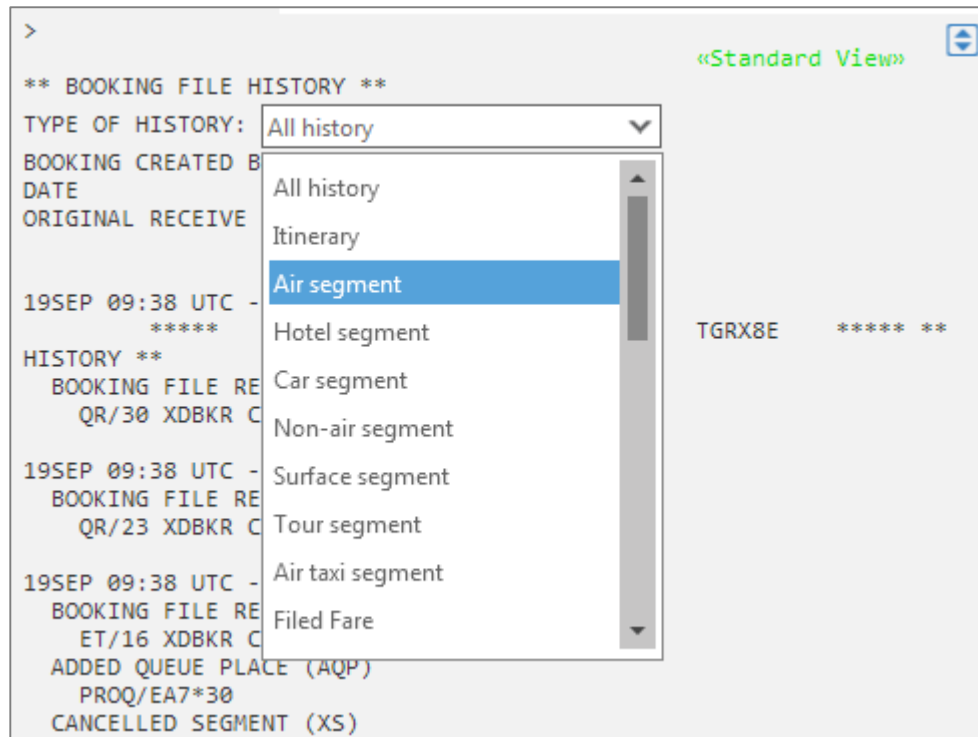 >
«Standard View»
** BOOKING FILE HISTORY **
TYPE OF HISTORY: All history
BOOKING CREATED B
DATE
ORIGINAL RECEIVE
All history
Itinerary
Air segment
Hotel segment
Car segment
Non-air segment
Surface segment
Tour segment
Air taxi segment
Filed Fare
19SEP 09:38 UTC -
***** TGRX8E ***** **
HISTORY **
BOOKING FILE RE
QR/30 XDBKR C
19SEP 09:38 UTC -
BOOKING FILE RE
QR/23 XDBKR C
19SEP 09:38 UTC -
BOOKING FILE RE
ET/16 XDBKR C
ADDED QUEUE PLACE (AQP)
PROQ/EA7*30
CANCELLED SEGMENT (XS)